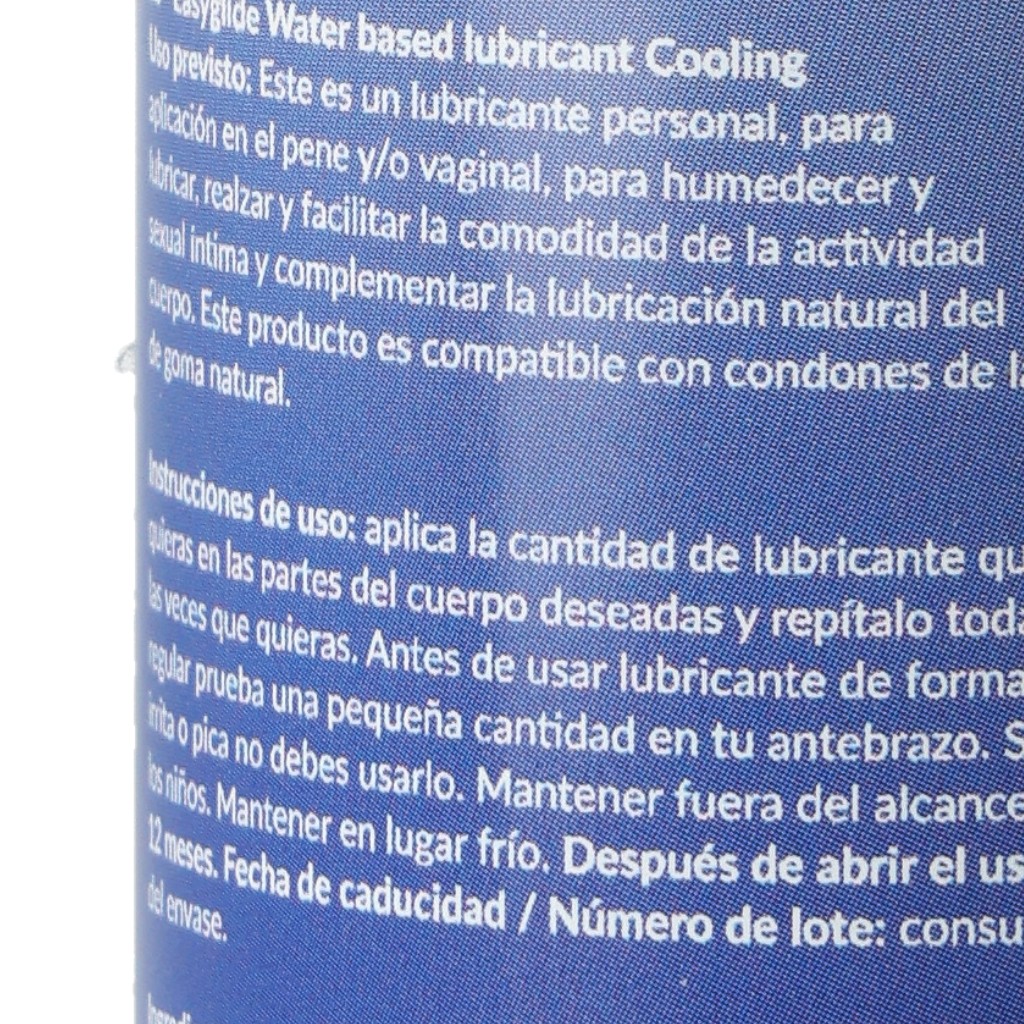 Easyglide Water based lubricant Cooling
Uso previsto: Este es un lubricante personal, para
aplicación en el pene y/o vaginal, para humedecer y
lubricar, realzar y facilitar la comodidad de la actividad
sexual íntima y complementar la lubricación natural del
cuerpo. Este producto es compatible con condones de
de goma natural.
Instrucciones de uso: aplica la cantidad de lubricante
quieras en las partes del cuerpo deseadas y repítalo
las veces que quieras. Antes de usar lubricante de forma
regular prueba una pequeña cantidad en tu antebrazo.
irrita o pica no debes usarlo. Mantener fuera del alcance
los niños. Mantener en lugar frío. Después de abrir el
12 meses. Fecha de caducidad / Número de lote:
del envase.